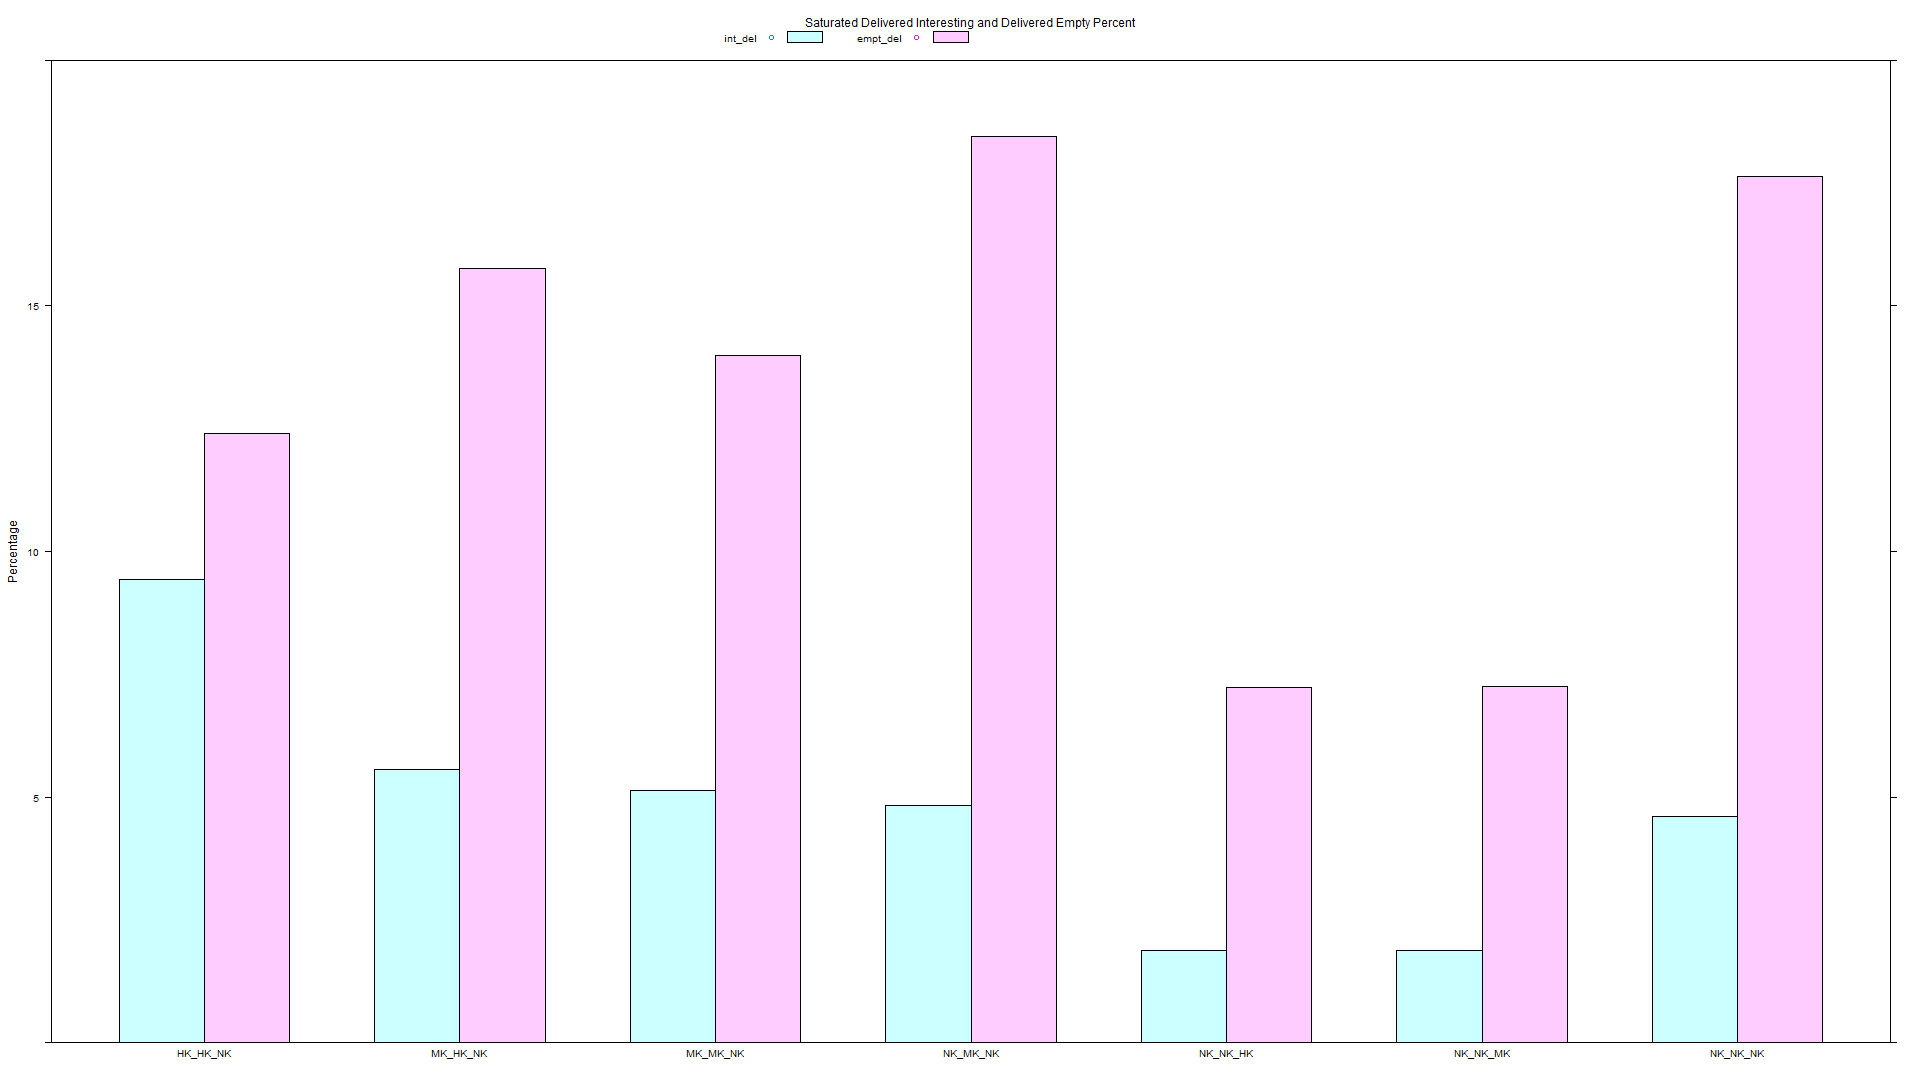 Saturated Delivered Interesting and Delivered Empty Percent
int_del empt_del
Percentage
15
10
5
HK_HK_NK MK_HK_NK MK_MK_NK NK_MK_NK NK_NK_HK NK_NK_MK NK_NK_NK